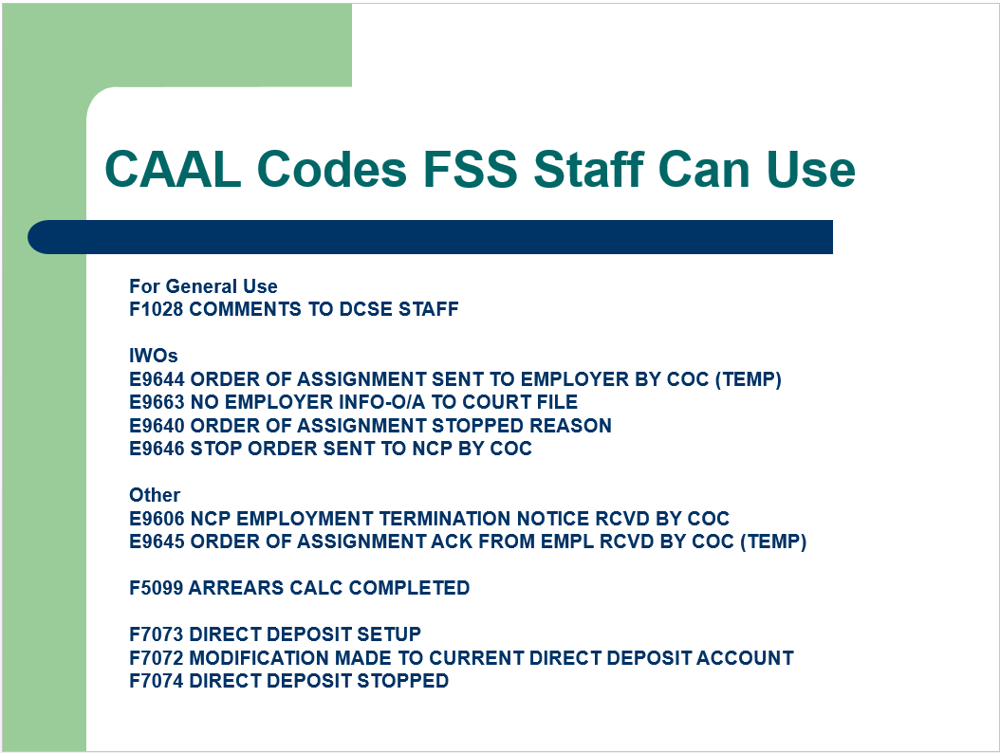 CAAL Codes FSS Staff Can Use
For General Use
F1028 COMMENTS TO DCSE STAFF
IWOs
E9644 ORDER OF ASSIGNMENT SENT TO EMPLOYER BY COC (TEMP)
E9663 NO EMPLOYER INFO-O/A TO COURT FILE
E9640 ORDER OF ASSIGNMENT STOPPED REASON
E9646 STOP ORDER SENT TO NCP BY COC
Other
E9606 NCP EMPLOYMENT TERMINATION NOTICE RCVD BY COC
E9645 ORDER OF ASSIGNMENT ACK FROM EMPL RCVD BY COC (TEMP)
F5099 ARREARS CALC COMPLETED
F7073 DIRECT DEPOSIT SETUP
F7072 MODIFICATION MADE TO CURRENT DIRECT DEPOSIT ACCOUNT
F7074 DIRECT DEPOSIT STOPPED